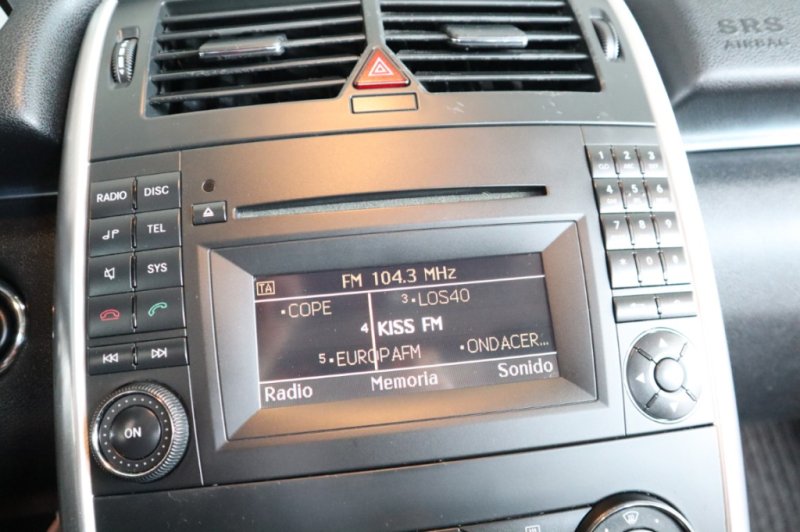 SRS
AIRBAG
RADIO
DISC
TEL
SYS
ON
FM 104.3 MHz
TA
•COPE
3•LOS40
4 KISS FM
5•EUROPAFM
•ONDACER...
Radio
Memoria
Sonido
1 2 3
4 5 6
7 8 9
* 0 #